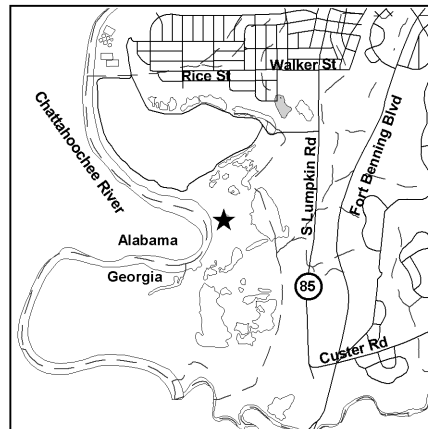 Walker St
Rice St
Chattahoochee River
Fort Benning Blvd
S Lumpkin Rd
Alabama
Georgia
85
Custer Rd